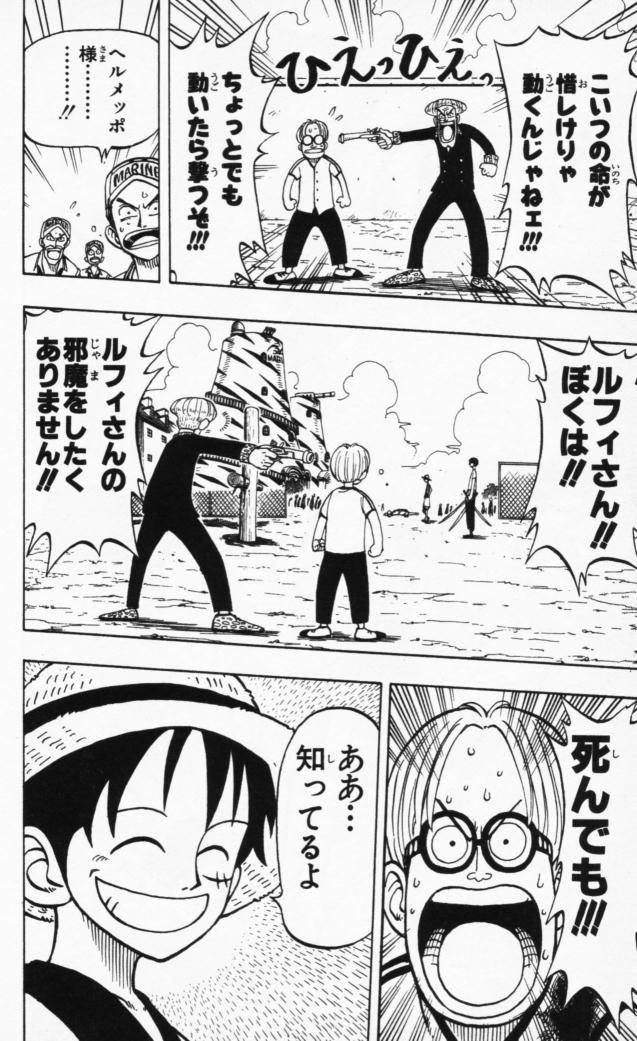 こいつの命が
惜しけりゃ
動くんじゃねェ!!!
ひえっひえっ
ちょっとでも
動いたら撃つぞ!!!
ヘルメッポ
様…………
…………!!
MARINE
ルフィさん!!
ぼくは!!
MARINE
ルフィさんの
邪魔をしたく
ありません!!
死んでも!!!
ああ…
知ってるよ